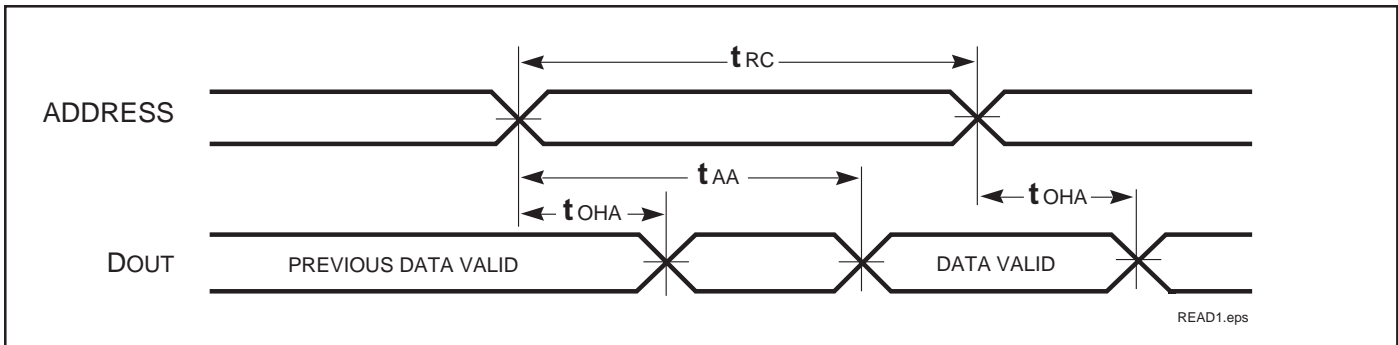 tRC
ADDRESS
tAA
tOHA
tOHA
DOUT
PREVIOUS DATA VALID
DATA VALID
READ1.eps